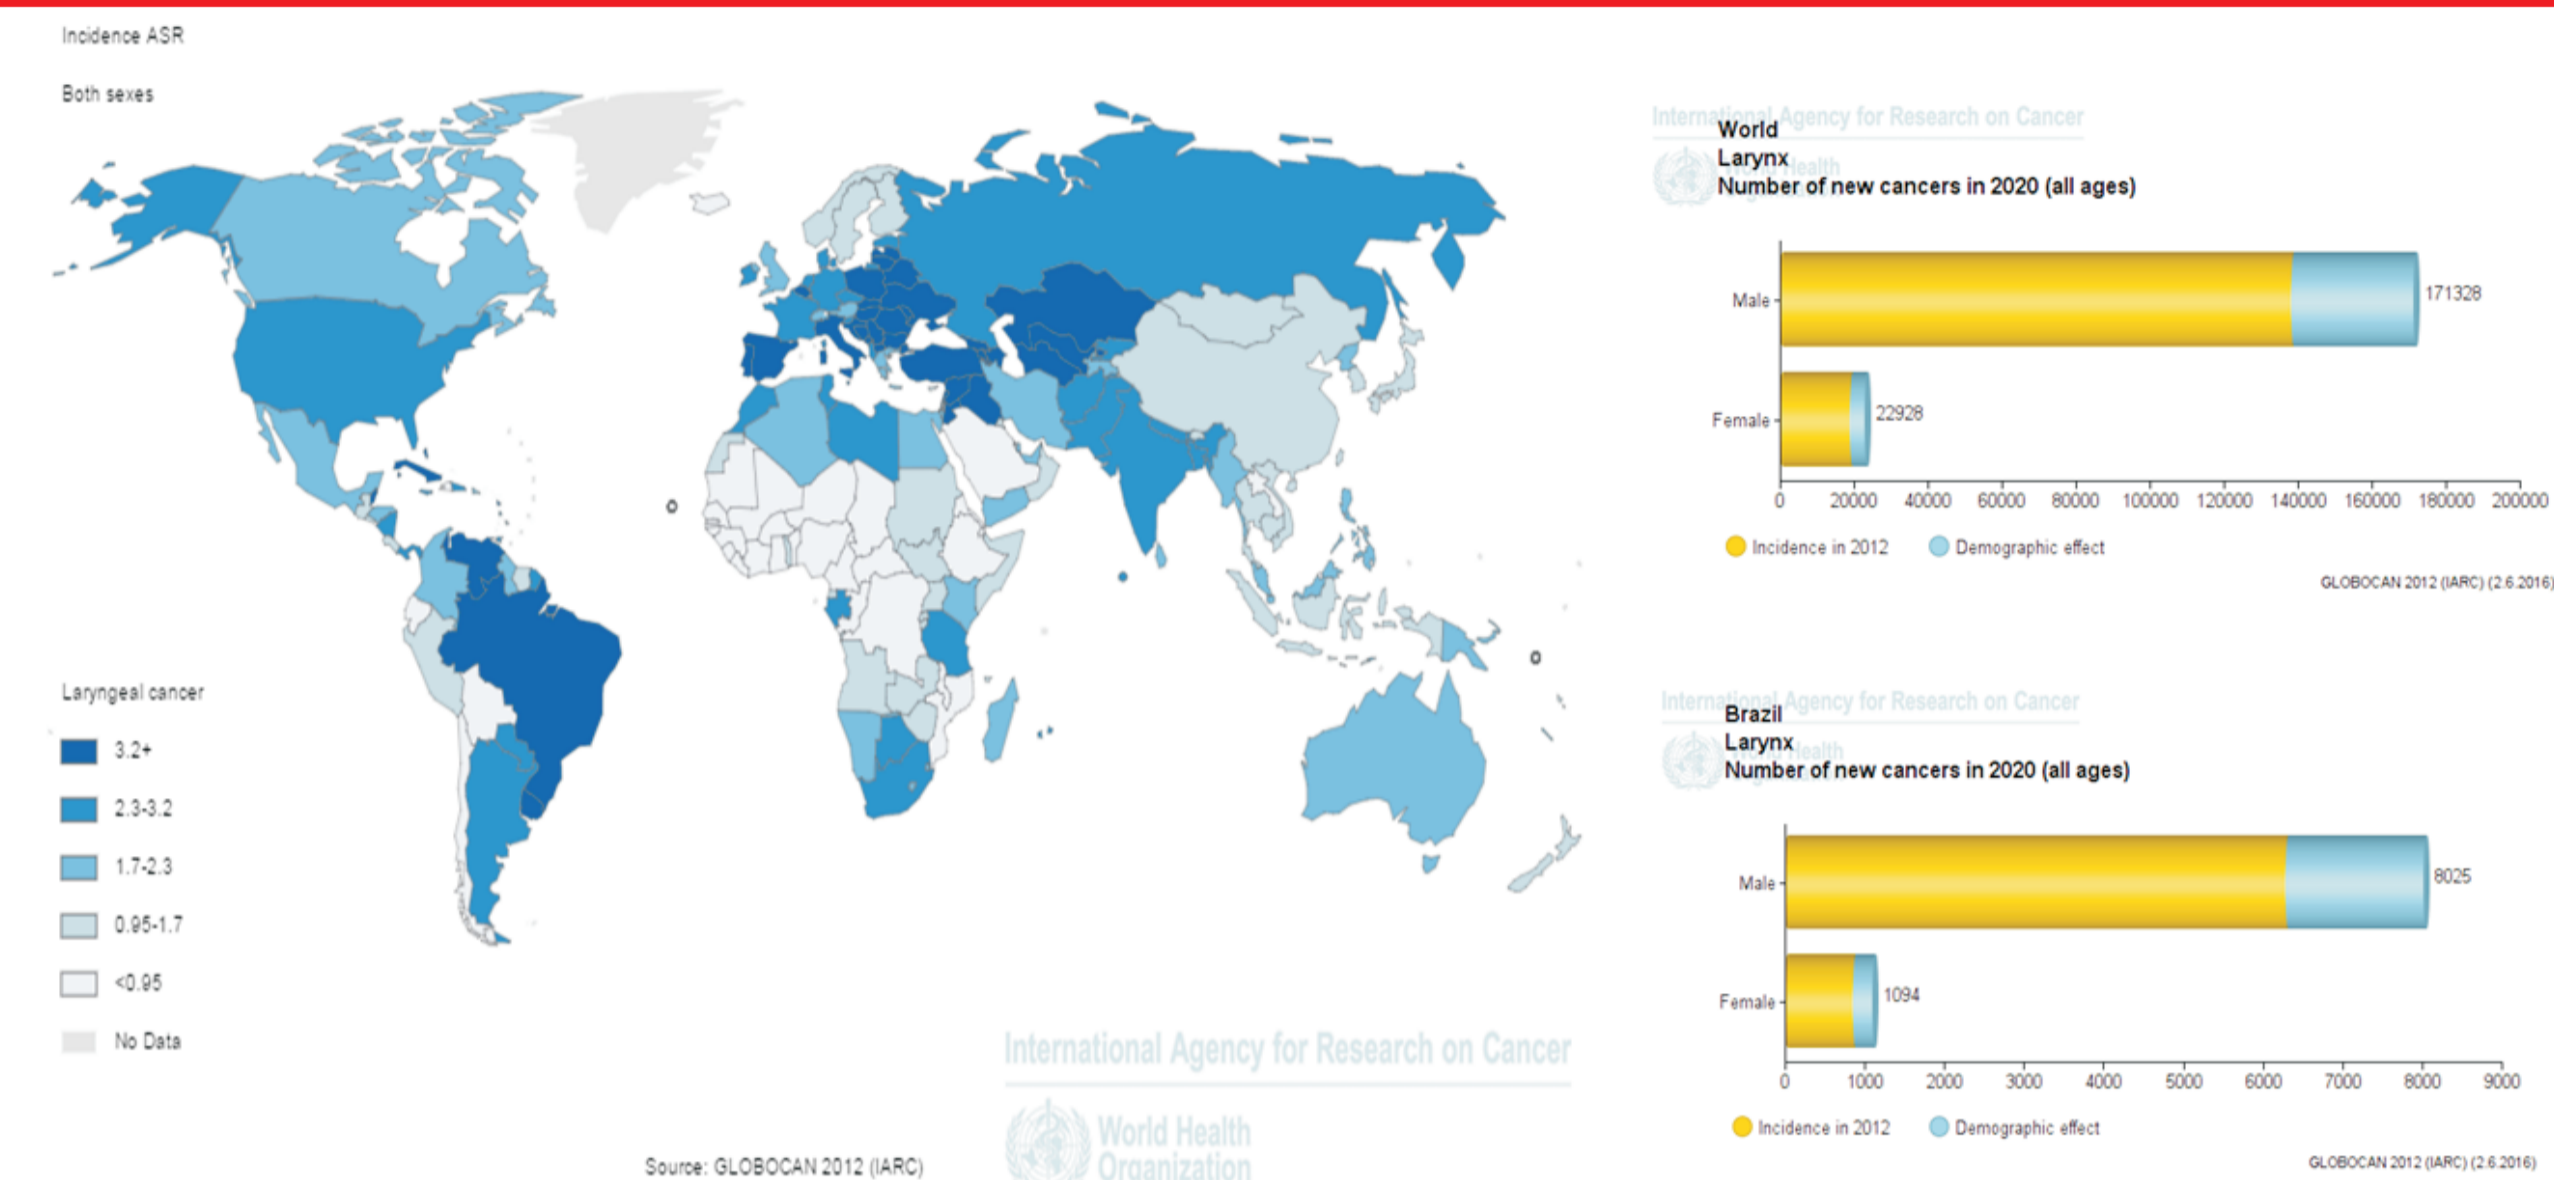 Incidence ASR
Both sexes
Laryngeal cancer
3.2+
2.3-3.2
1.7-2.3
0.95-1.7
<0.95
No Data
Source: GLOBOCAN 2012 (IARC)
International Agency for Research on Cancer
World Health
Organization
International Agency for Research on Cancer
World
Larynx
Number of new cancers in 2020 (all ages)
Male
171328
Female
22928
0 20000 40000 60000 80000 100000 120000 140000 160000 180000 200000
Incidence in 2012 Demographic effect
GLOBOCAN 2012 (IARC) (2.6.2016)
International Agency for Research on Cancer
Brazil
Larynx
Number of new cancers in 2020 (all ages)
Male
8025
Female
1094
0 1000 2000 3000 4000 5000 6000 7000 8000 9000
Incidence in 2012 Demographic effect
GLOBOCAN 2012 (IARC) (2.6.2016)